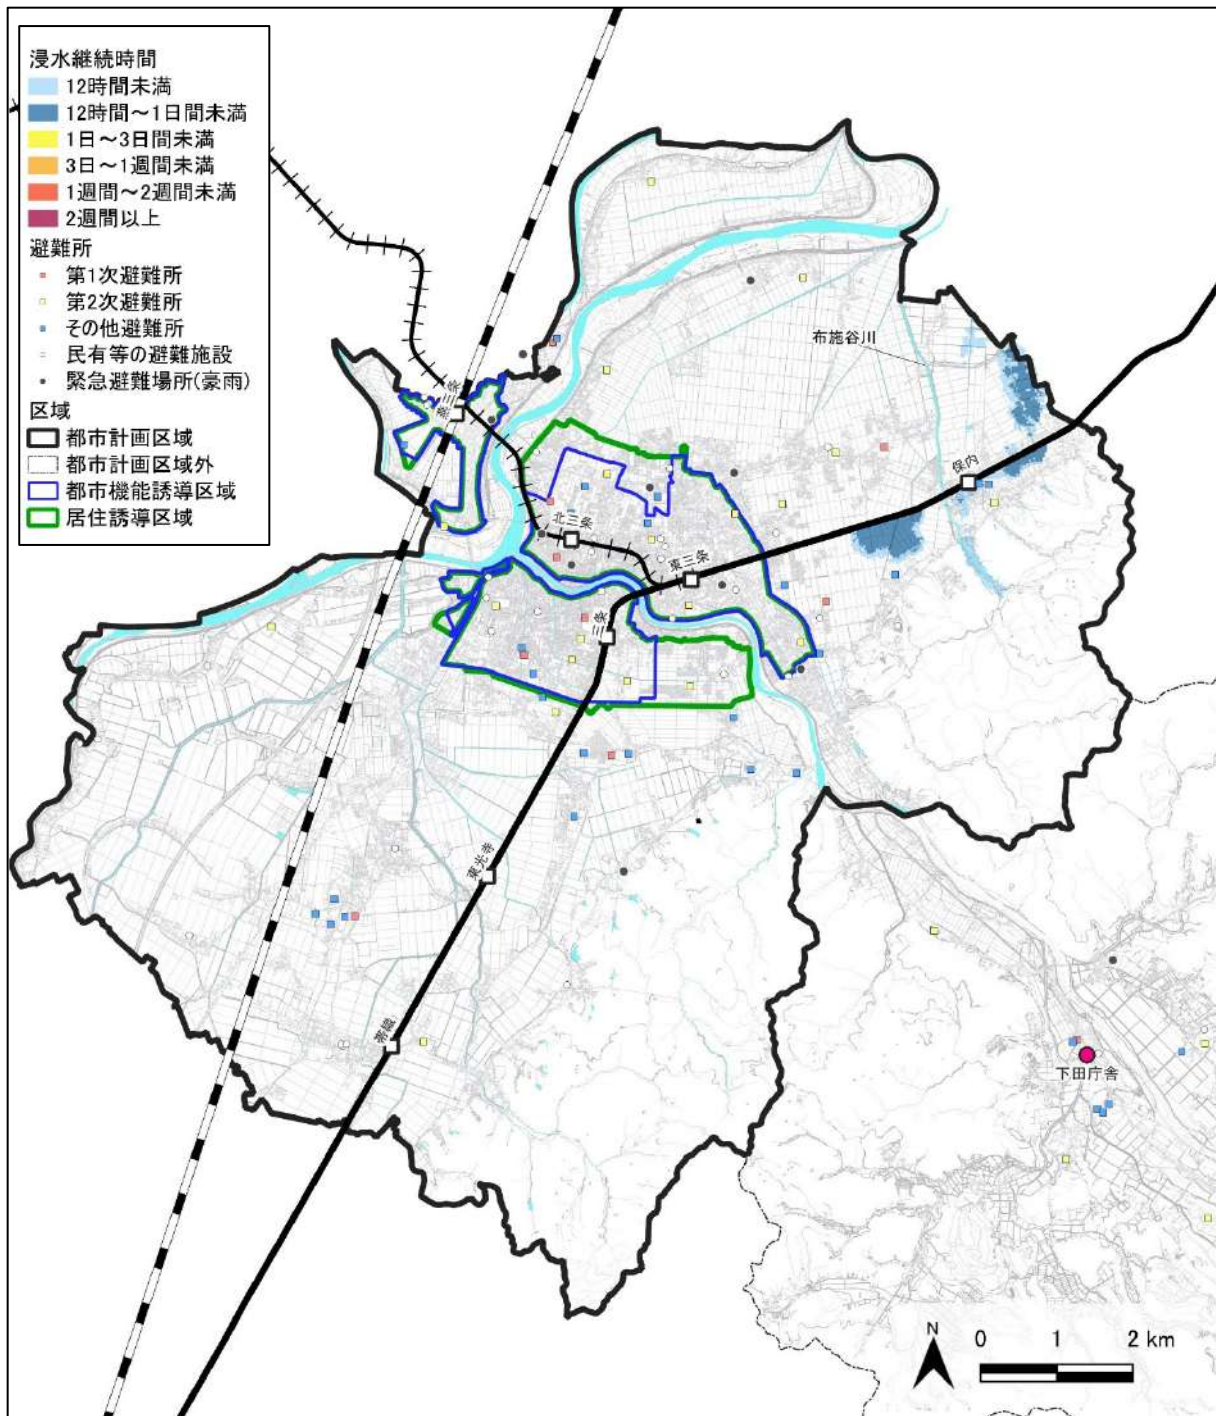 浸水継続時間
12時間未満
12時間～1日間未満
1日～3日間未満
3日～1週間未満
1週間～2週間未満
2週間以上
避難所
第1次避難所
第2次避難所
その他避難所
民有等の避難施設
緊急避難場所(豪雨)
区域
都市計画区域
都市計画区域外
都市機能誘導区域
居住誘導区域
布施谷川
燕三条
保内
北三条
東三条
三条
東光寺
帯織
下田庁舎
N
0 1 2 km